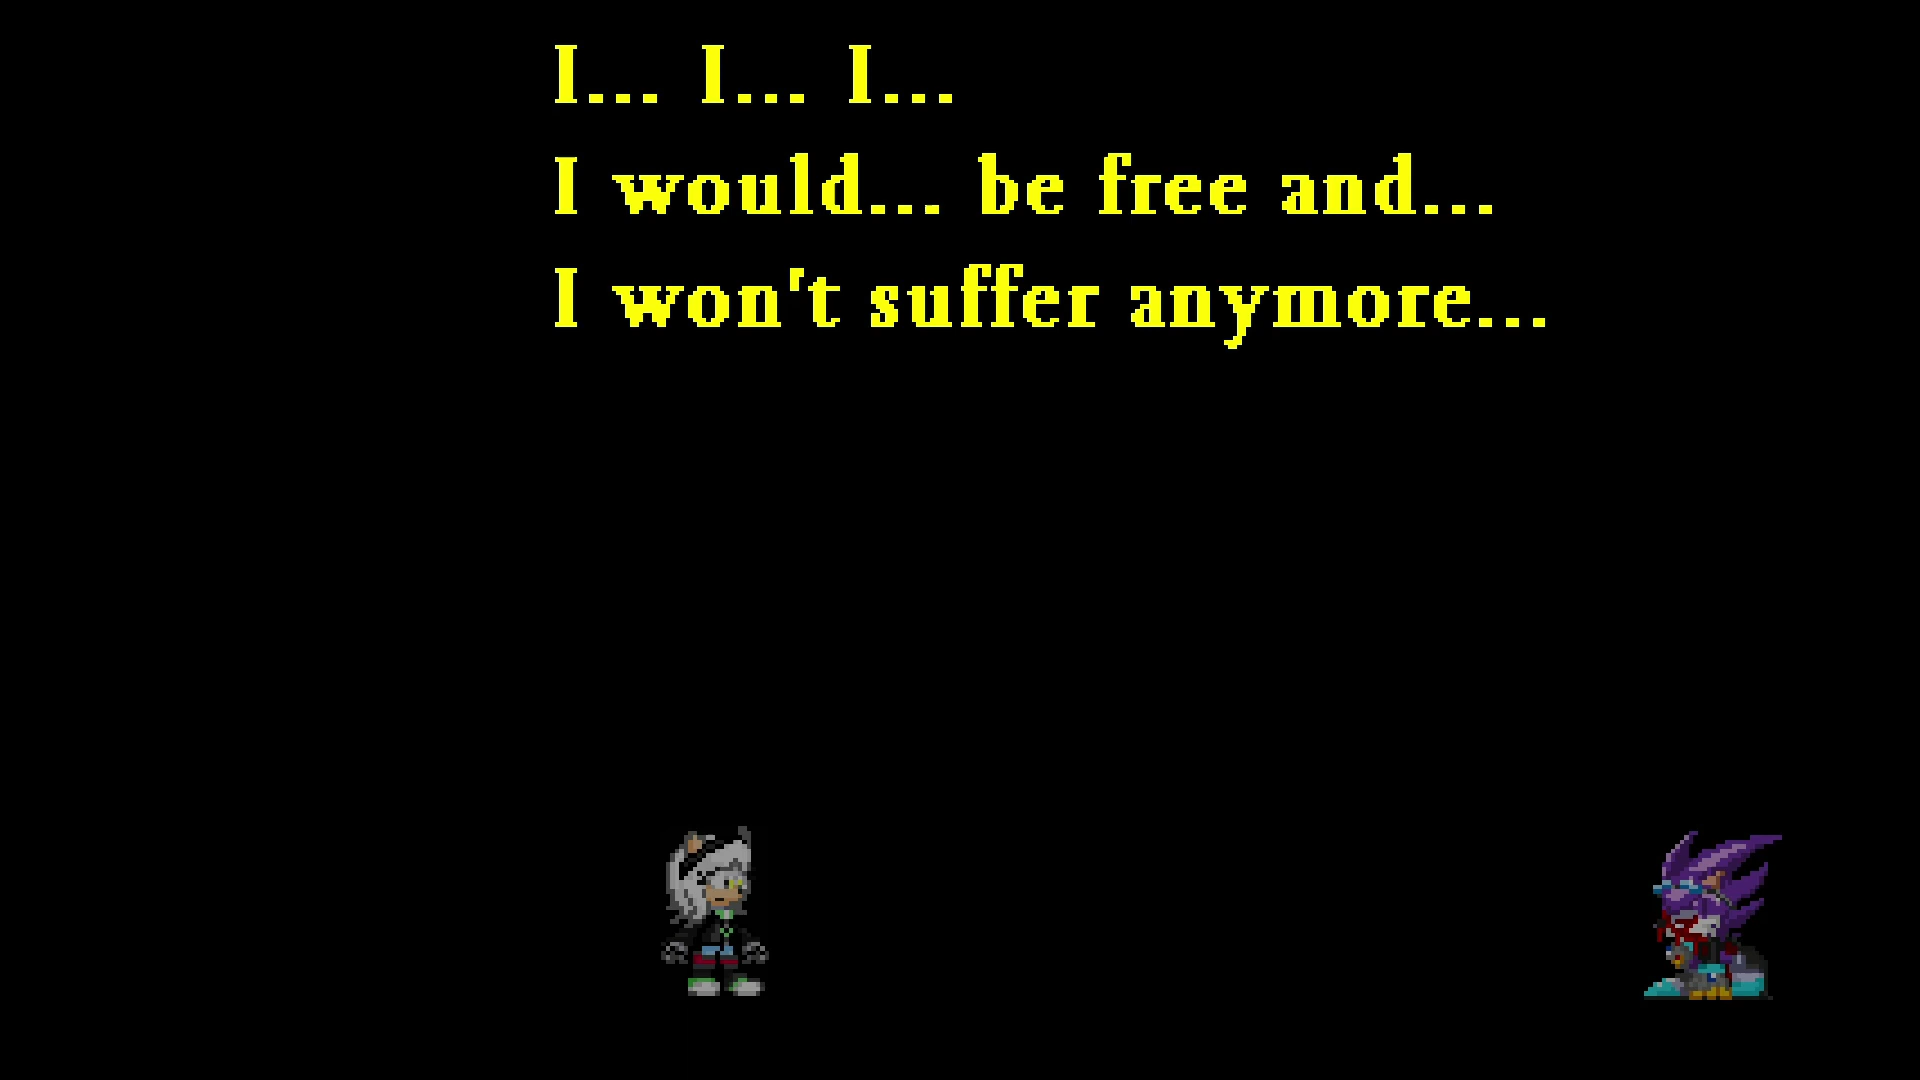 I... I... I...
I would... be free and...
I won't suffer anymore...